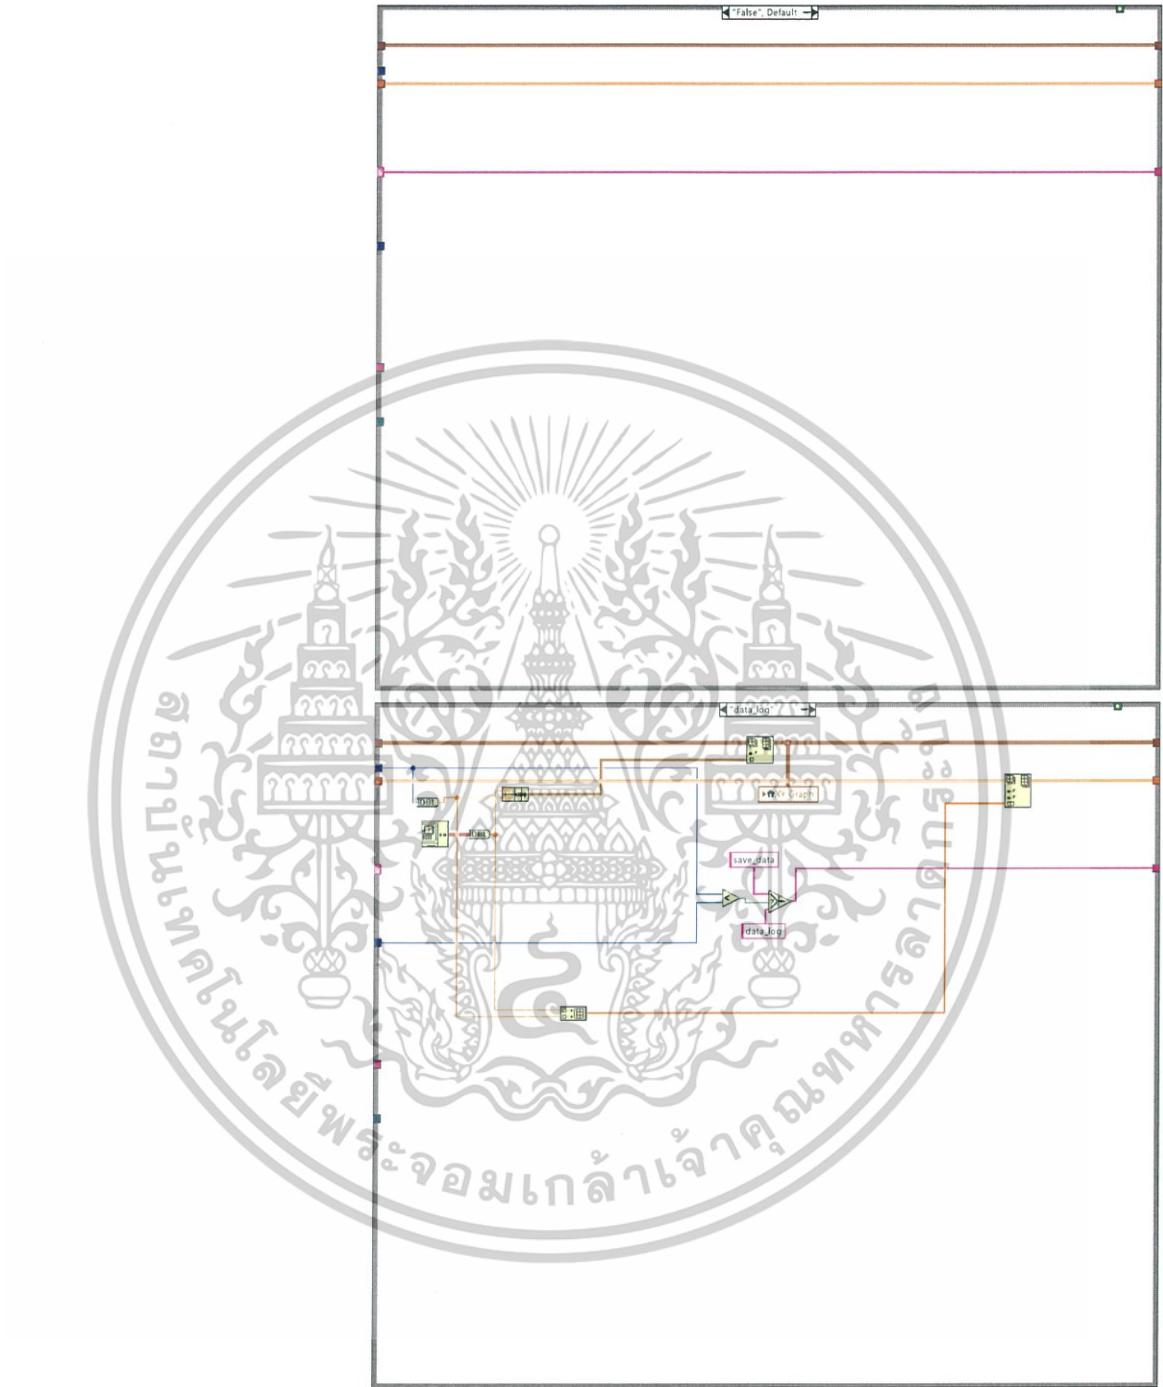 "False", Default
"data_log"
XY Graph
save_data
data_log
สถาบันเทคโนโลยีพระจอมเกล้าเจ้าคุณทหารลาดกระบัง